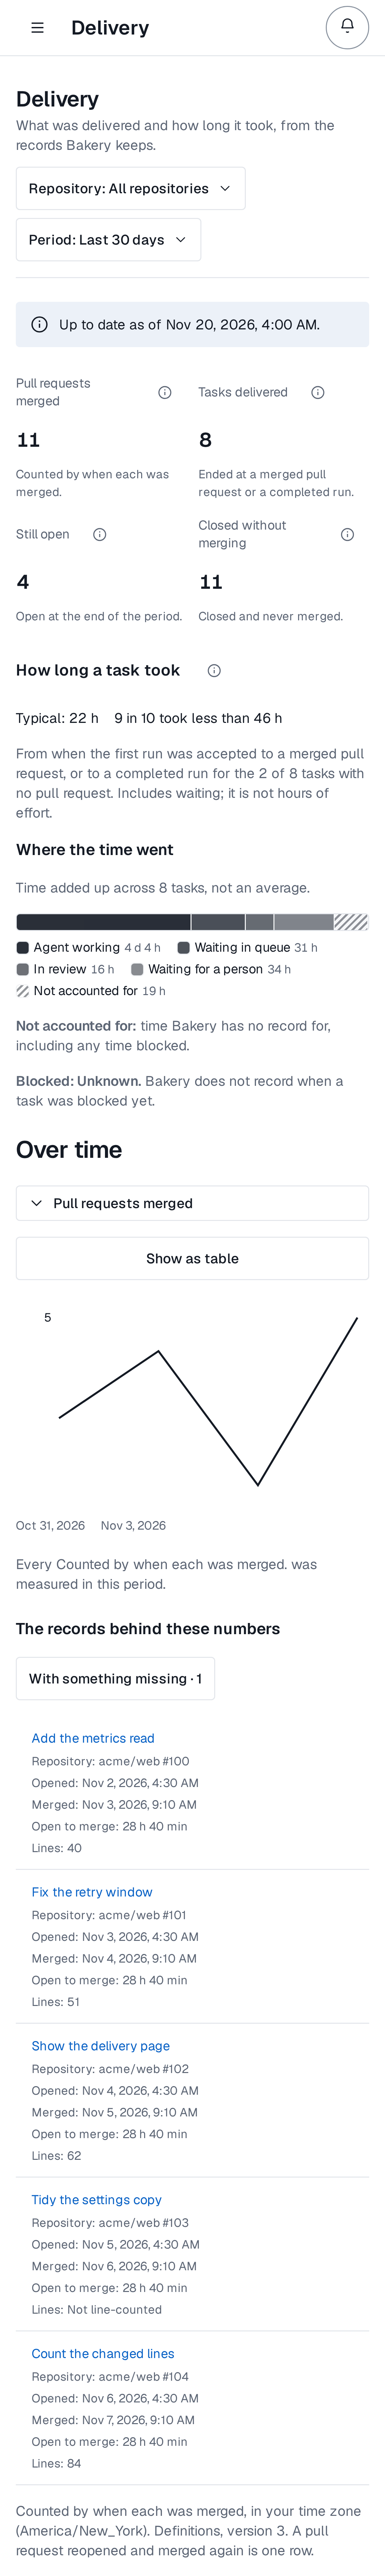 Delivery
Delivery
What was delivered and how long it took, from the
records Bakery keeps.
Repository: All repositories
Period: Last 30 days
Up to date as of Nov 20, 2026, 4:00 AM.
Pull requests
merged
Tasks delivered
11
8
Counted by when each was
merged.
Ended at a merged pull
request or a completed run.
Still open
Closed without
merging
4
11
Open at the end of the period.
Closed and never merged.
How long a task took
Typical: 22 h 9 in 10 took less than 46 h
From when the first run was accepted to a merged pull
request, or to a completed run for the 2 of 8 tasks with
no pull request. Includes waiting; it is not hours of
effort.
Where the time went
Time added up across 8 tasks, not an average.
Agent working 4 d 4 h Waiting in queue 31 h
In review 16 h Waiting for a person 34 h
Not accounted for 19 h
Not accounted for: time Bakery has no record for,
including any time blocked.
Blocked: Unknown. Bakery does not record when a
task was blocked yet.
Over time
Pull requests merged
Show as table
5
Oct 31, 2026 Nov 3, 2026
Every Counted by when each was merged. was
measured in this period.
The records behind these numbers
With something missing · 1
Add the metrics read
Repository: acme/web #100
Opened: Nov 2, 2026, 4:30 AM
Merged: Nov 3, 2026, 9:10 AM
Open to merge: 28 h 40 min
Lines: 40
Fix the retry window
Repository: acme/web #101
Opened: Nov 3, 2026, 4:30 AM
Merged: Nov 4, 2026, 9:10 AM
Open to merge: 28 h 40 min
Lines: 51
Show the delivery page
Repository: acme/web #102
Opened: Nov 4, 2026, 4:30 AM
Merged: Nov 5, 2026, 9:10 AM
Open to merge: 28 h 40 min
Lines: 62
Tidy the settings copy
Repository: acme/web #103
Opened: Nov 5, 2026, 4:30 AM
Merged: Nov 6, 2026, 9:10 AM
Open to merge: 28 h 40 min
Lines: Not line-counted
Count the changed lines
Repository: acme/web #104
Opened: Nov 6, 2026, 4:30 AM
Merged: Nov 7, 2026, 9:10 AM
Open to merge: 28 h 40 min
Lines: 84
Counted by when each was merged, in your time zone
(America/New_York). Definitions, version 3. A pull
request reopened and merged again is one row.